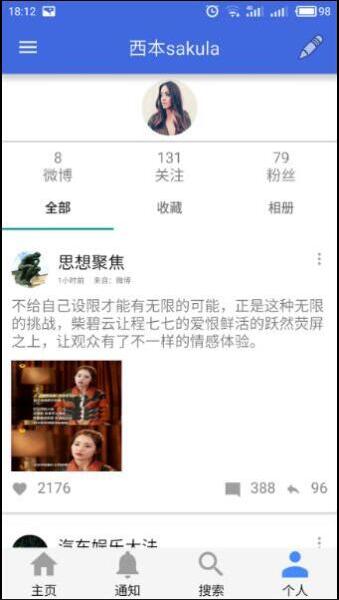 18:12
98
西本sakula
8
131
79
微博
关注
粉丝
全部
收藏
相册
思想聚焦
1小时前 来自：微博
不给自己设限才能有无限的可能，正是这种无限
的挑战，柴碧云让程七七的爱恨鲜活的跃然荧屏
之上，让观众有了不一样的情感体验。
2176
388
96
汽车娱乐大法
主页
通知
搜索
个人